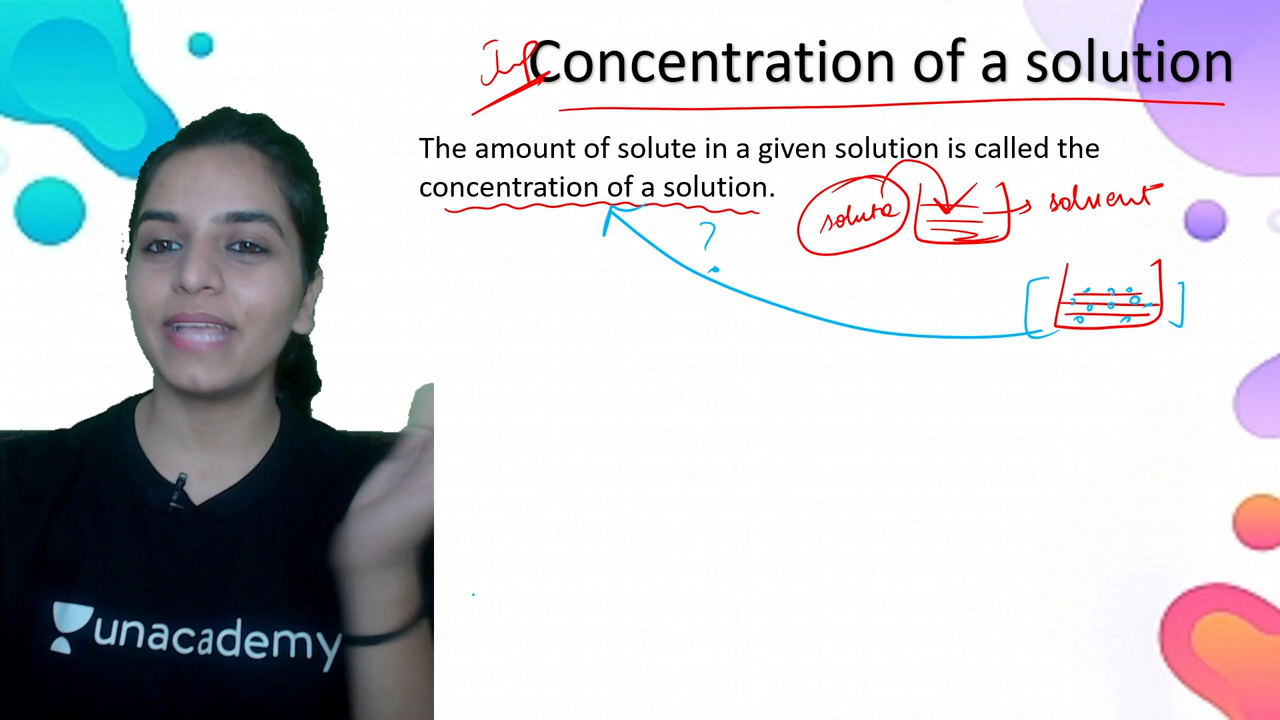 Imp Concentration of a solution
The amount of solute in a given solution is called the
concentration of a solution.
solute
solvent
?
unacademy